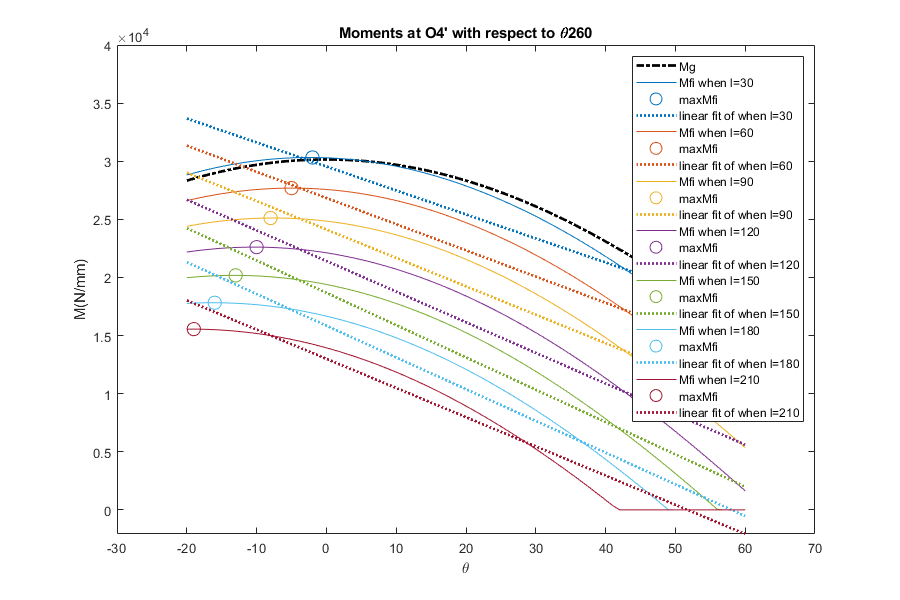 Moments at O4' with respect to θ260
×10⁴
4
3.5
3
2.5
2
1.5
1
0.5
0
M(N/mm)
-30 -20 -10 0 10 20 30 40 50 60 70
θ
Mg
Mfi when l=30
maxMfi
linear fit of when l=30
Mfi when l=60
maxMfi
linear fit of when l=60
Mfi when l=90
maxMfi
linear fit of when l=90
Mfi when l=120
maxMfi
linear fit of when l=120
Mfi when l=150
maxMfi
linear fit of when l=150
Mfi when l=180
maxMfi
linear fit of when l=180
Mfi when l=210
maxMfi
linear fit of when l=210